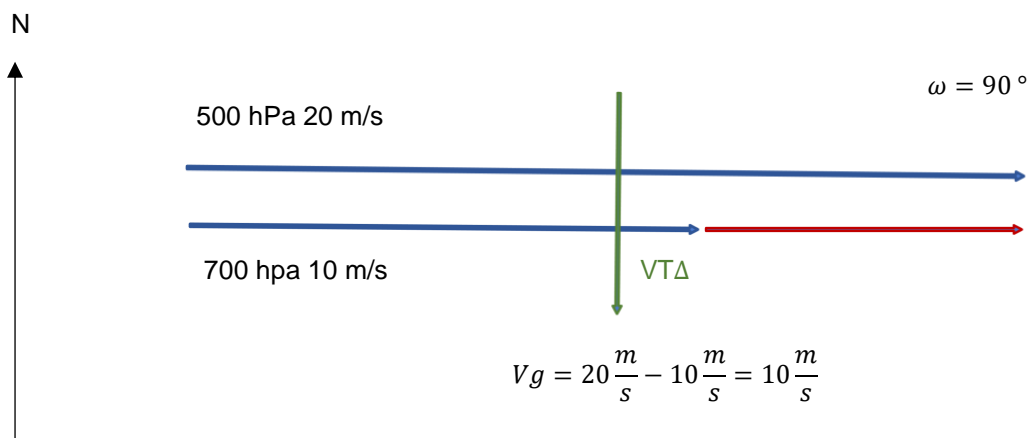 N
ω = 90 °
500 hPa 20 m/s
700 hpa 10 m/s
VTΔ
Vg = 20 m/s − 10 m/s = 10 m/s